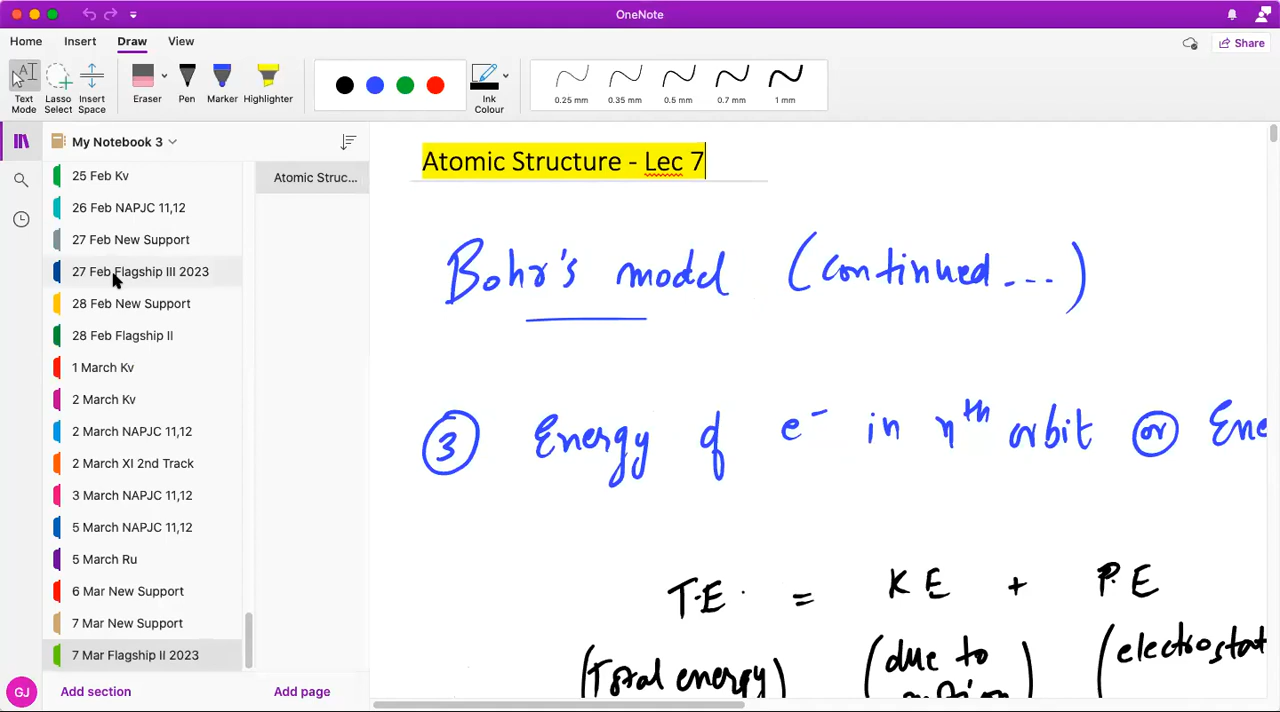 OneNote
Home Insert Draw View
Share
Text Mode
Lasso Select
Insert Space
Eraser
Pen
Marker
Highlighter
Ink Colour
0.25 mm 0.35 mm 0.5 mm 0.7 mm 1 mm
My Notebook 3
25 Feb Kv
26 Feb NAPJC 11,12
27 Feb New Support
27 Feb Flagship III 2023
28 Feb New Support
28 Feb Flagship II
1 March Kv
2 March Kv
2 March NAPJC 11,12
2 March XI 2nd Track
3 March NAPJC 11,12
5 March NAPJC 11,12
5 March Ru
6 Mar New Support
7 Mar New Support
7 Mar Flagship II 2023
GJ
Add section
Atomic Struc...
Add page
Atomic Structure - Lec 7
Bohr's model (continued ---)
③ Energy of e⁻ in nᵗʰ orbit or Ene
T.E. = KE + P.E
(Total energy) (due to motion) (electrostat